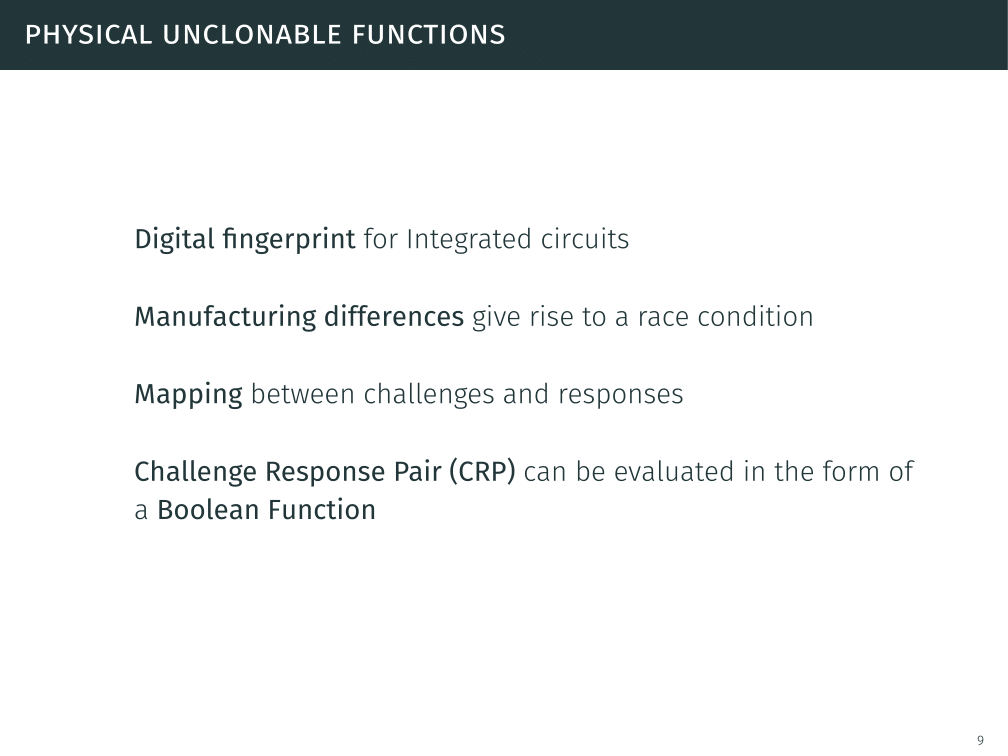 PHYSICAL UNCLONABLE FUNCTIONS
Digital fingerprint for Integrated circuits
Manufacturing differences give rise to a race condition
Mapping between challenges and responses
Challenge Response Pair (CRP) can be evaluated in the form of
a Boolean Function
9